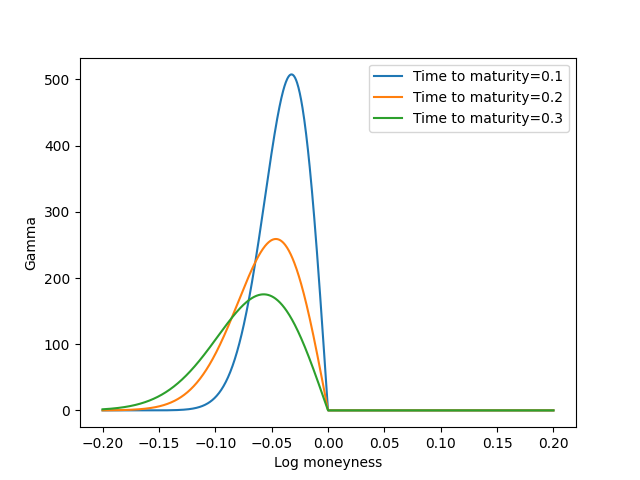 Time to maturity=0.1
Time to maturity=0.2
Time to maturity=0.3
500
400
300
200
100
0
Gamma
−0.20 −0.15 −0.10 −0.05 0.00 0.05 0.10 0.15 0.20
Log moneyness